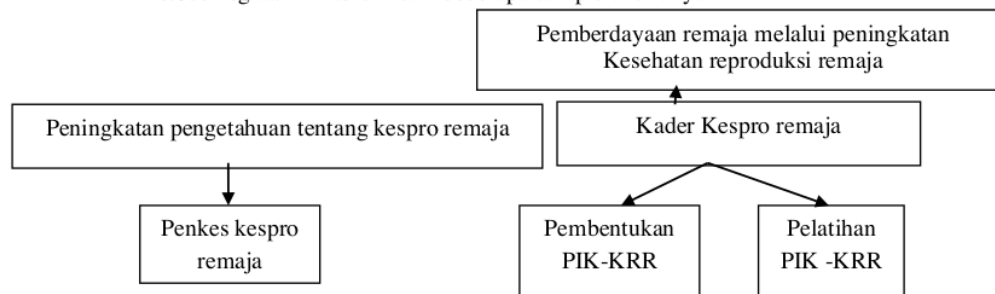 Pemberdayaan remaja melalui peningkatan
Kesehatan reproduksi remaja
Peningkatan pengetahuan tentang kespro remaja
Kader Kespro remaja
Penkes kespro
remaja
Pembentukan
PIK-KRR
Pelatihan
PIK -KRR